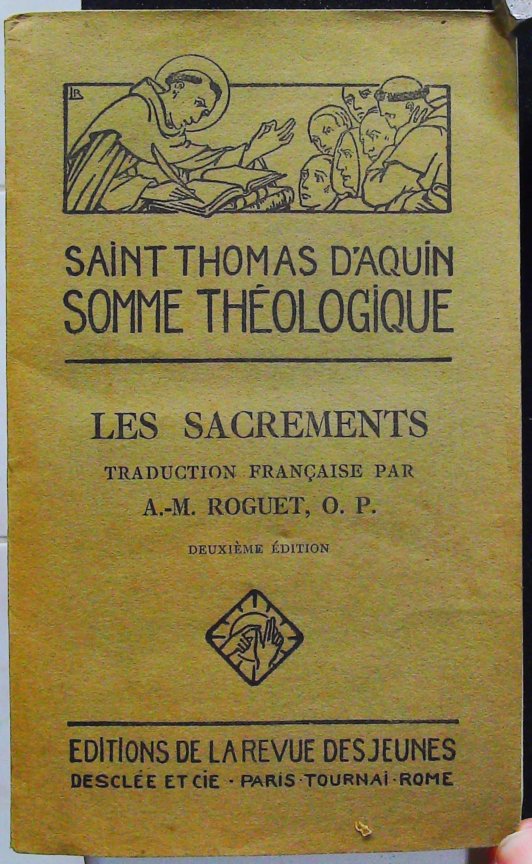 SAINT THOMAS D'AQUIN
SOMME THÉOLOGIQUE
LES SACREMENTS
TRADUCTION FRANÇAISE PAR
A.-M. ROGUET, O. P.
DEUXIÈME ÉDITION
EDITIONS DE LA REVUE DES JEUNES
DESCLÉE ET CIE · PARIS · TOURNAI · ROME